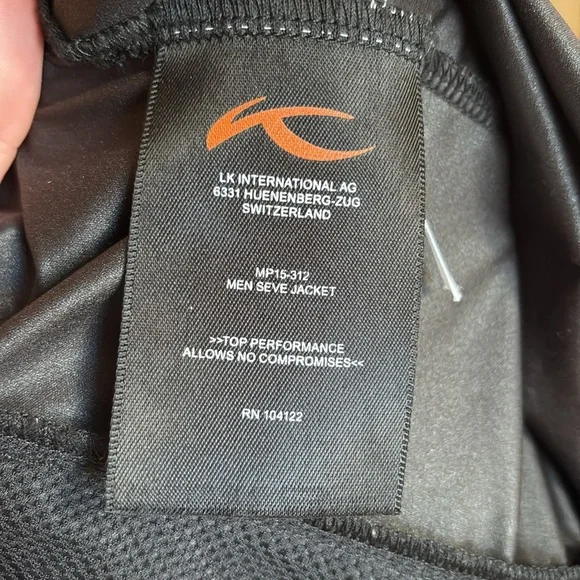 LK INTERNATIONAL AG
6331 HUENENBERG-ZUG
SWITZERLAND
MP15-312
MEN SEVE JACKET
>>TOP PERFORMANCE
ALLOWS NO COMPROMISES<<
RN 104122